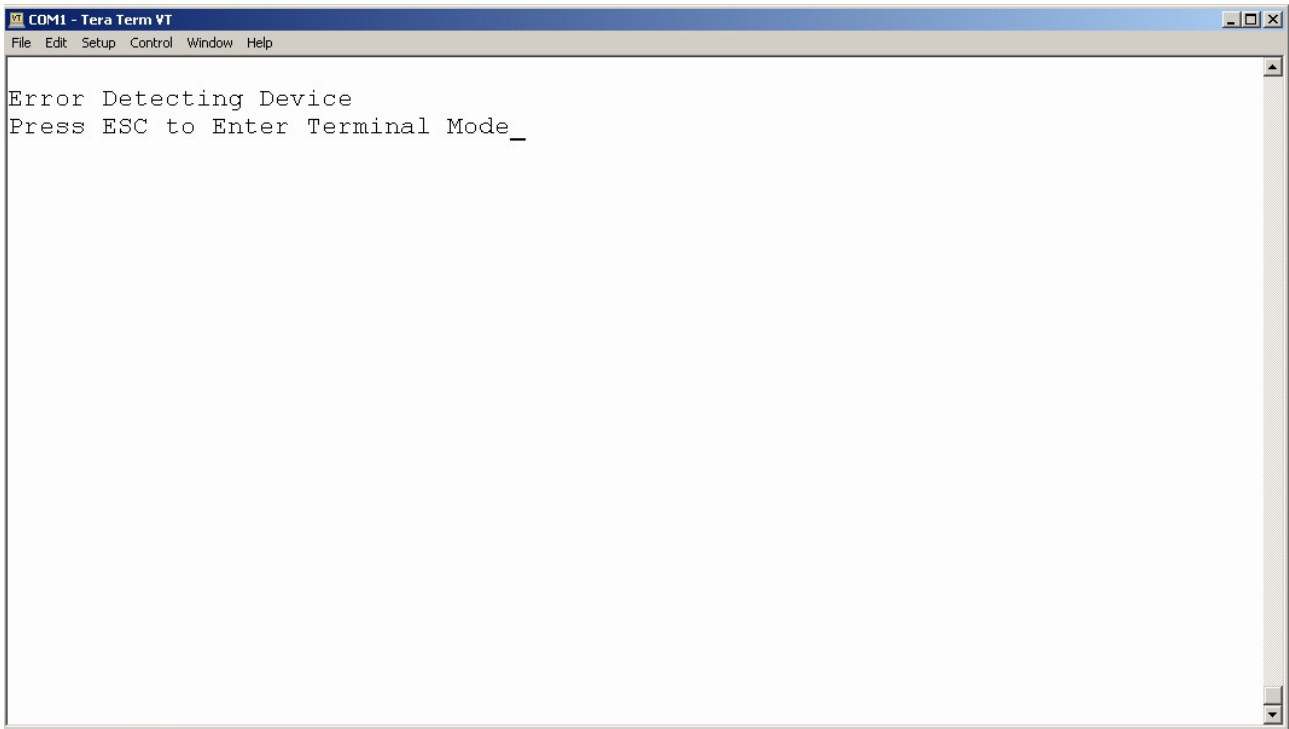 COM1 - Tera Term VT
File Edit Setup Control Window Help
Error Detecting Device
Press ESC to Enter Terminal Mode_